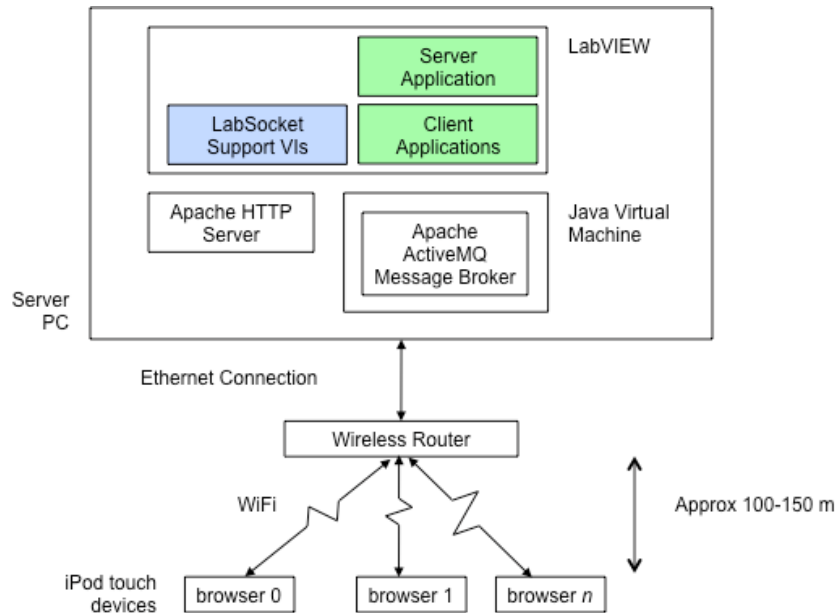 Server
Application
LabVIEW
LabSocket
Support VIs
Client
Applications
Apache HTTP
Server
Apache
ActiveMQ
Message Broker
Java Virtual
Machine
Server
PC
Ethernet Connection
Wireless Router
WiFi
Approx 100-150 m
iPod touch
devices
browser 0
browser 1
browser n